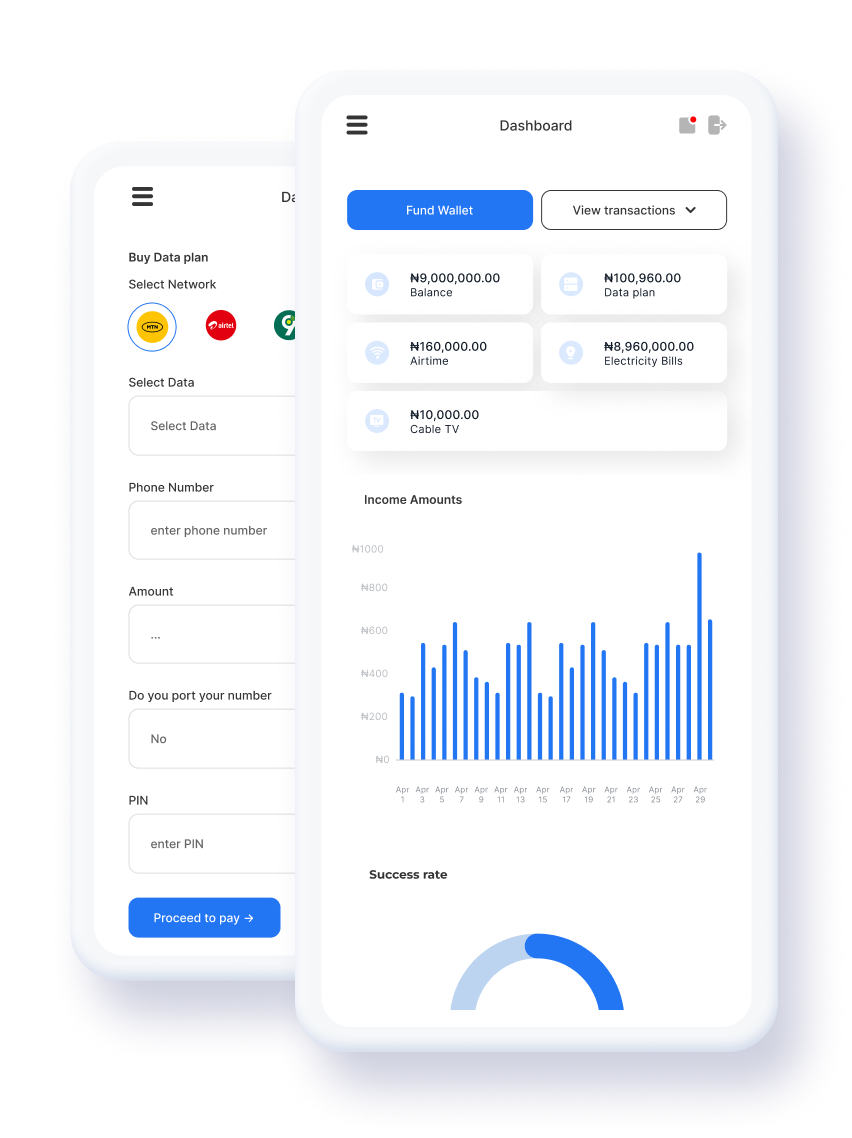 Da
Buy Data plan
Select Network
MTN
airtel
9
Select Data
Select Data
Phone Number
enter phone number
Amount
...
Do you port your number
No
PIN
enter PIN
Proceed to pay →
Dashboard
Fund Wallet
View transactions
₦9,000,000.00
Balance
₦100,960.00
Data plan
₦160,000.00
Airtime
₦8,960,000.00
Electricity Bills
TV
₦10,000.00
Cable TV
Income Amounts
₦1000
₦800
₦600
₦400
₦200
₦0
Apr Apr Apr Apr Apr Apr Apr Apr Apr Apr Apr Apr Apr Apr Apr
1 3 5 7 9 11 13 15 17 19 21 23 25 27 29
Success rate